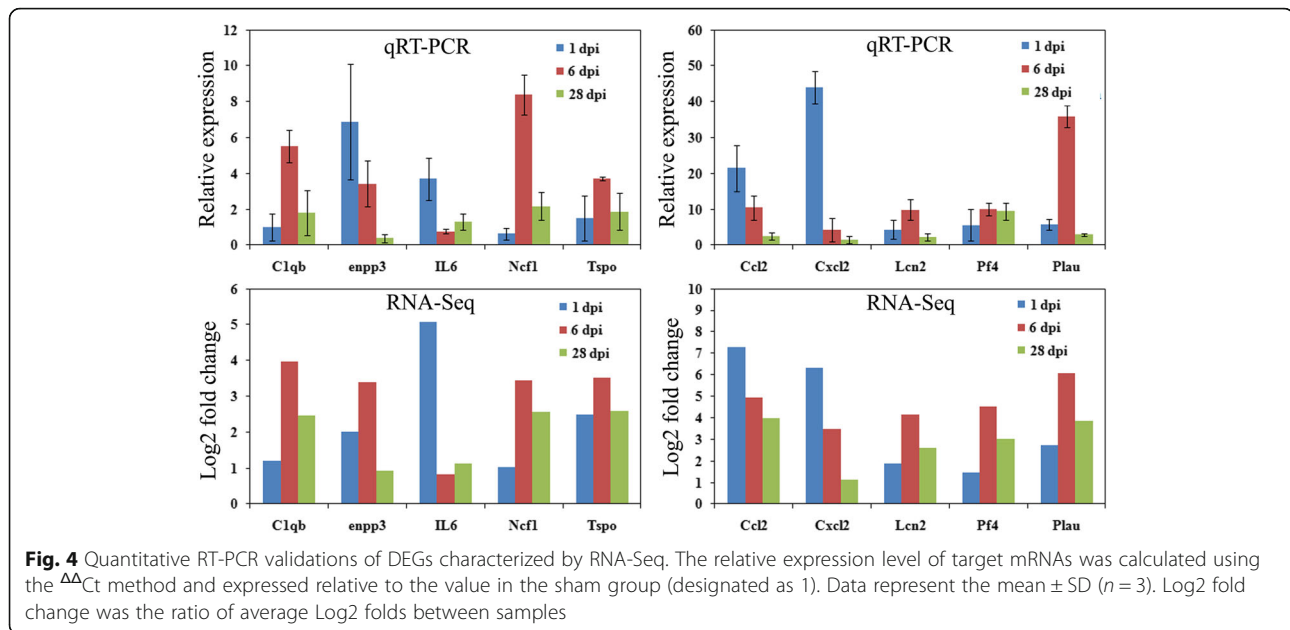 qRT-PCR
Relative expression
12
10
8
6
4
2
0
1 dpi
6 dpi
28 dpi
C1qb enpp3 IL6 Ncf1 Tspo
qRT-PCR
Relative expression
60
50
40
30
20
10
0
1 dpi
6 dpi
28 dpi
Ccl2 Cxcl2 Lcn2 Pf4 Plau
RNA-Seq
Log2 fold change
6
5
4
3
2
1
0
1 dpi
6 dpi
28 dpi
C1qb enpp3 IL6 Ncf1 Tspo
RNA-Seq
Log2 fold change
10
9
8
7
6
5
4
3
2
1
0
1 dpi
6 dpi
28 dpi
Ccl2 Cxcl2 Lcn2 Pf4 Plau
Fig. 4 Quantitative RT-PCR validations of DEGs characterized by RNA-Seq. The relative expression level of target mRNAs was calculated using
the ΔΔCt method and expressed relative to the value in the sham group (designated as 1). Data represent the mean ± SD (n = 3). Log2 fold
change was the ratio of average Log2 folds between samples